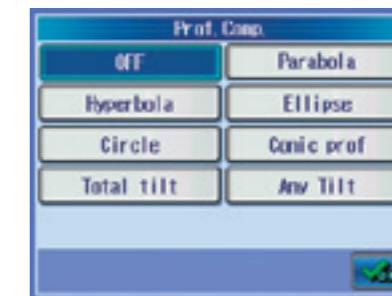 Prof. Comp.
OFF
Parabola
Hyperbola
Ellipse
Circle
Conic prof
Total tilt
Any Tilt